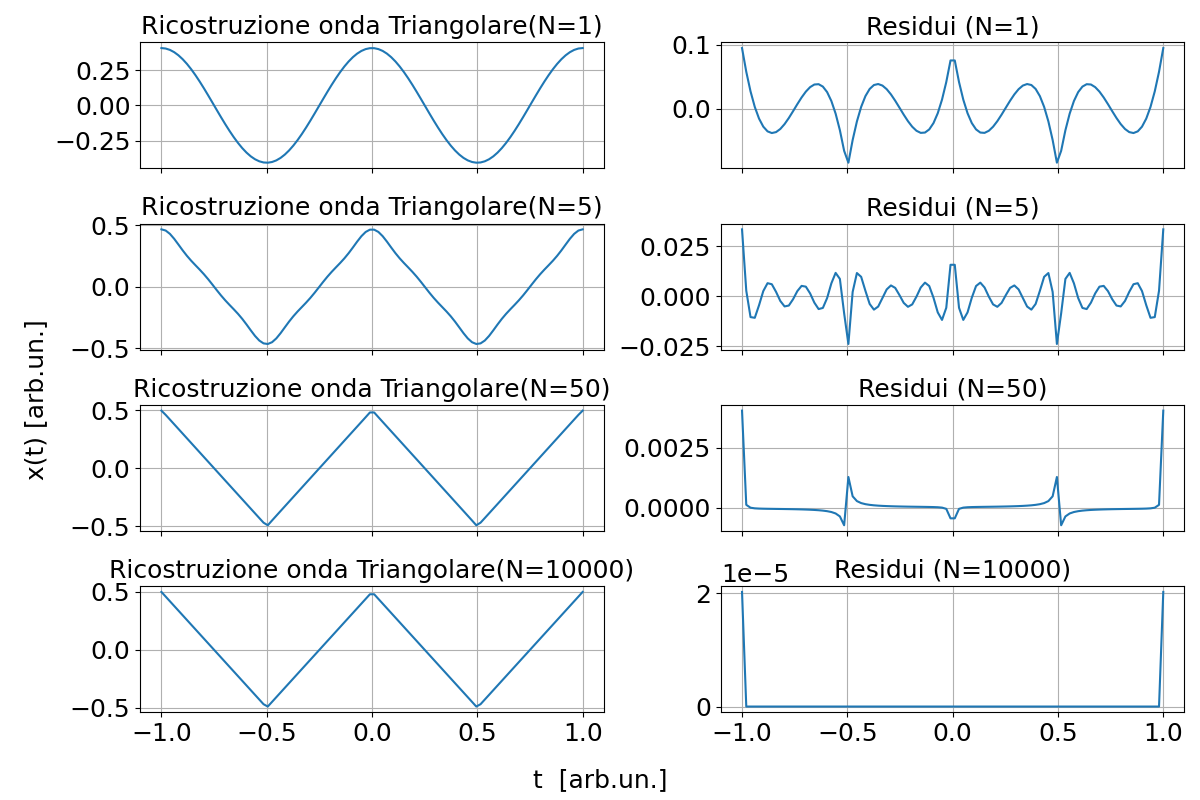 Ricostruzione onda Triangolare(N=1)
0.25
0.00
−0.25
Residui (N=1)
0.1
0.0
Ricostruzione onda Triangolare(N=5)
0.5
0.0
−0.5
Residui (N=5)
0.025
0.000
−0.025
x(t) [arb.un.]
Ricostruzione onda Triangolare(N=50)
0.5
0.0
−0.5
Residui (N=50)
0.0025
0.0000
Ricostruzione onda Triangolare(N=10000)
0.5
0.0
−0.5
−1.0 −0.5 0.0 0.5 1.0
1e−5 Residui (N=10000)
2
0
−1.0 −0.5 0.0 0.5 1.0
t [arb.un.]